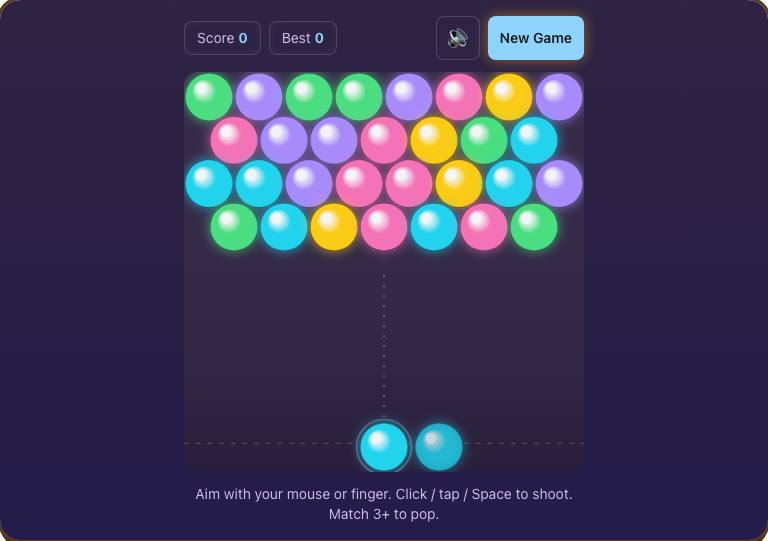 Score 0
Best 0
New Game
Aim with your mouse or finger. Click / tap / Space to shoot.
Match 3+ to pop.